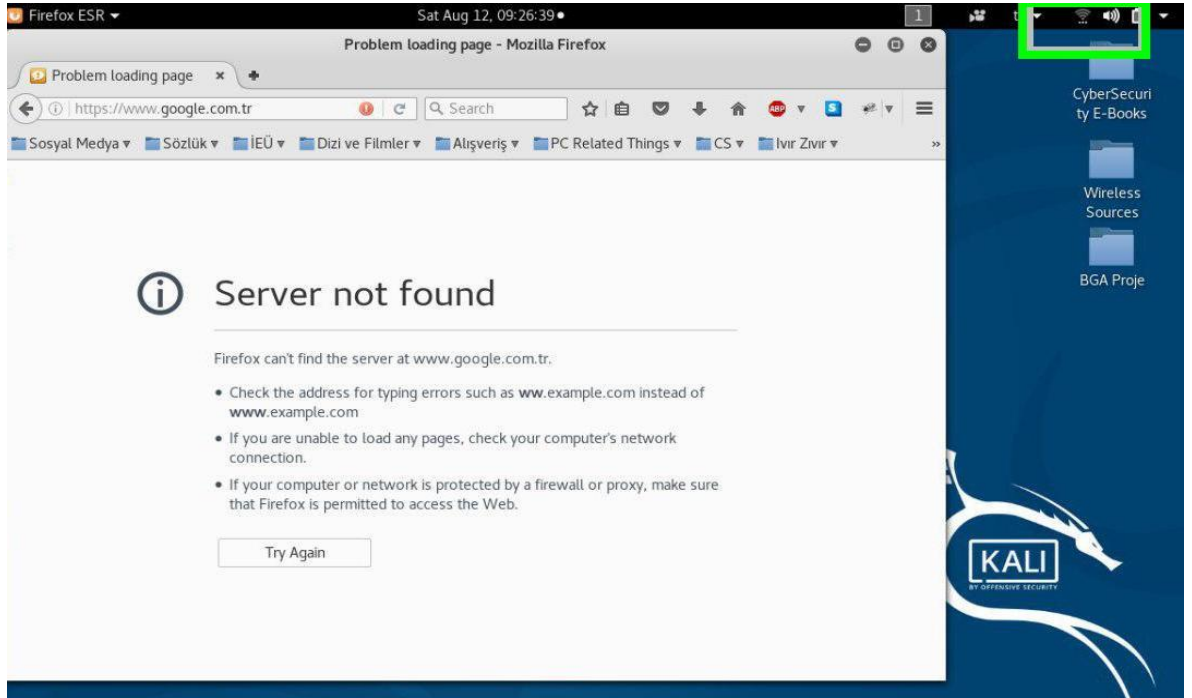 Firefox ESR
Sat Aug 12, 09:26:39
1
Problem loading page - Mozilla Firefox
Problem loading page
https://www.google.com.tr
Search
ABP
S
Sosyal Medya
Sözlük
İEÜ
Dizi ve Filmler
Alışveriş
PC Related Things
CS
Ivır Zıvır
»
CyberSecuri
ty E-Books
Wireless
Sources
BGA Proje
Server not found
Firefox can't find the server at www.google.com.tr.
• Check the address for typing errors such as ww.example.com instead of
www.example.com
• If you are unable to load any pages, check your computer's network
connection.
• If your computer or network is protected by a firewall or proxy, make sure
that Firefox is permitted to access the Web.
Try Again
KALI
BY OFFENSIVE SECURITY